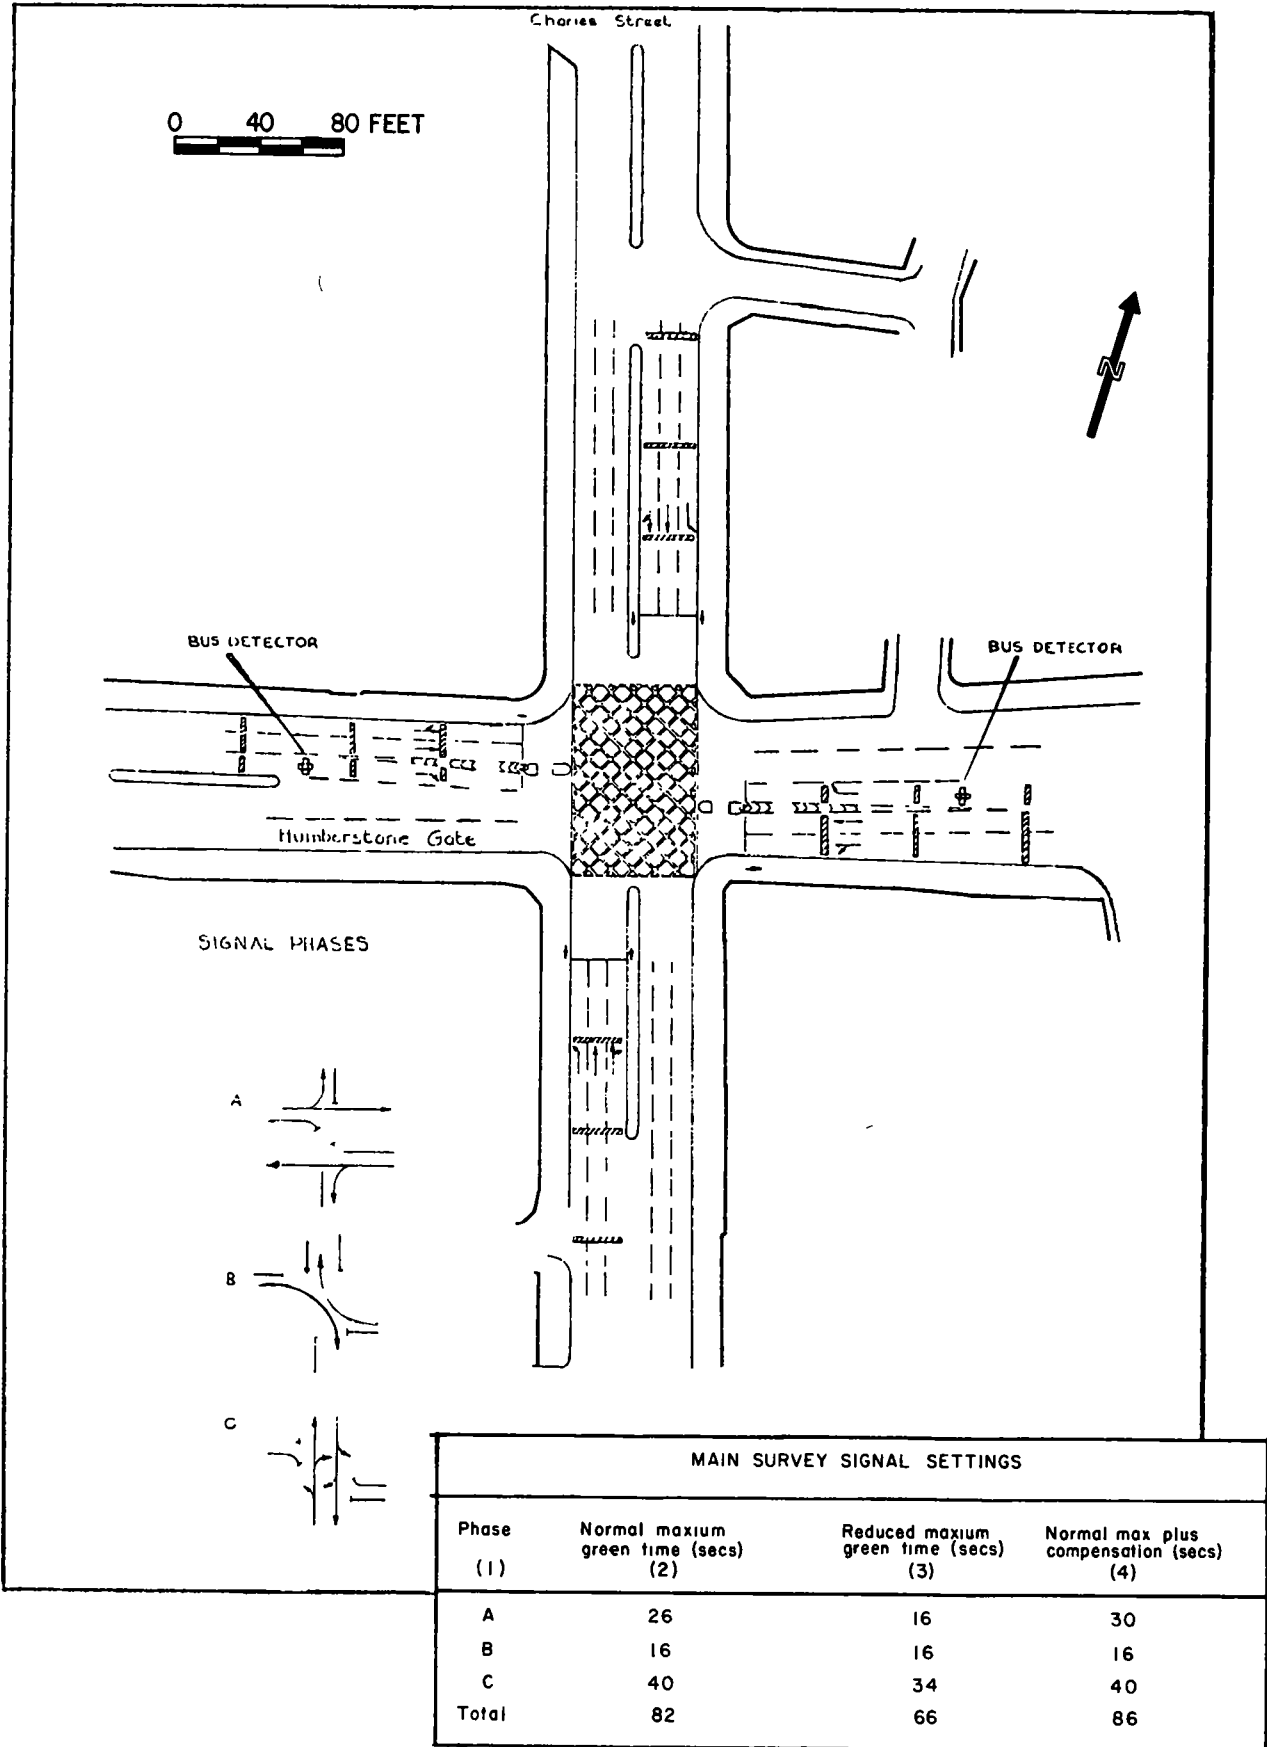 Charles Street
0 40 80 FEET
N
BUS DETECTOR
BUS DETECTOR
Humberstone Gate
SIGNAL PHASES
A
B
C
MAIN SURVEY SIGNAL SETTINGS
Phase Normal maxium green time (secs) Reduced maxium green time (secs) Normal max plus compensation (secs)
(1) (2) (3) (4)
A 26 16 30
B 16 16 16
C 40 34 40
Total 82 66 86